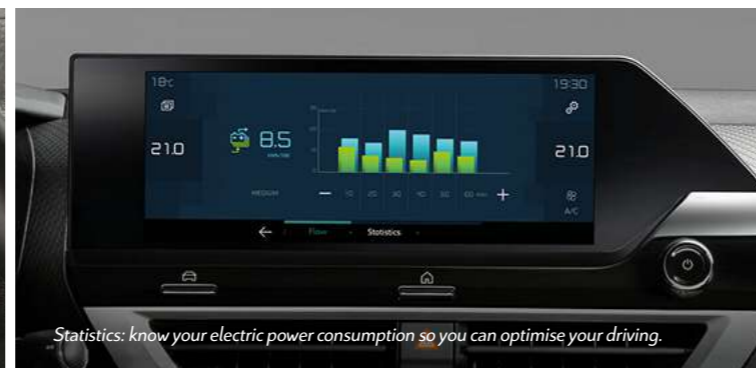 18°C
19:30
21.0
8.5
21.0
MEDIUM
10 20 30 40 50 60 min
A/C
Flow Statistics
Statistics: know your electric power consumption so you can optimise your driving.